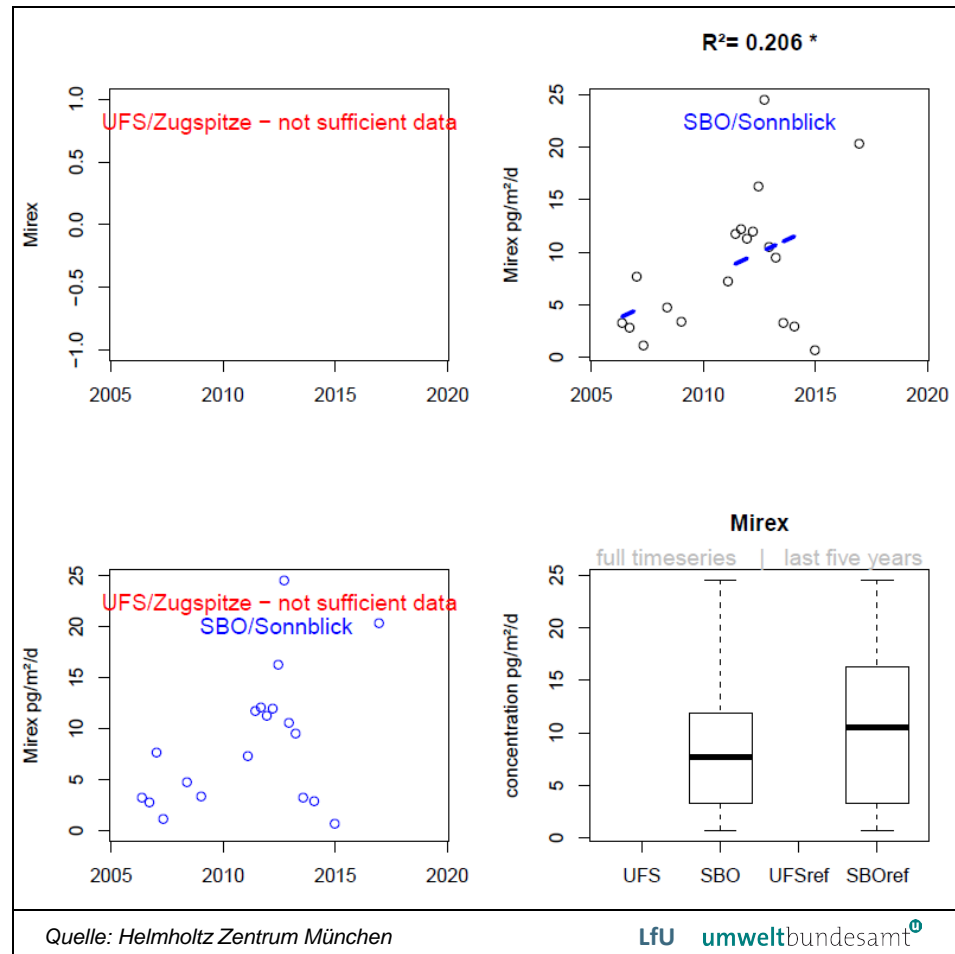 R²= 0.206 *
UFS/Zugspitze − not sufficient data
Mirex
1.0
0.5
0.0
−0.5
−1.0
2005 2010 2015 2020
SBO/Sonnblick
Mirex pg/m²/d
25
20
15
10
5
0
2005 2010 2015 2020
UFS/Zugspitze − not sufficient data
SBO/Sonnblick
Mirex pg/m²/d
25
20
15
10
5
0
2005 2010 2015 2020
Mirex
full timeseries | last five years
concentration pg/m²/d
25
20
15
10
5
0
UFS SBO UFSref SBOref
Quelle: Helmholtz Zentrum München LfU umweltbundesamt u